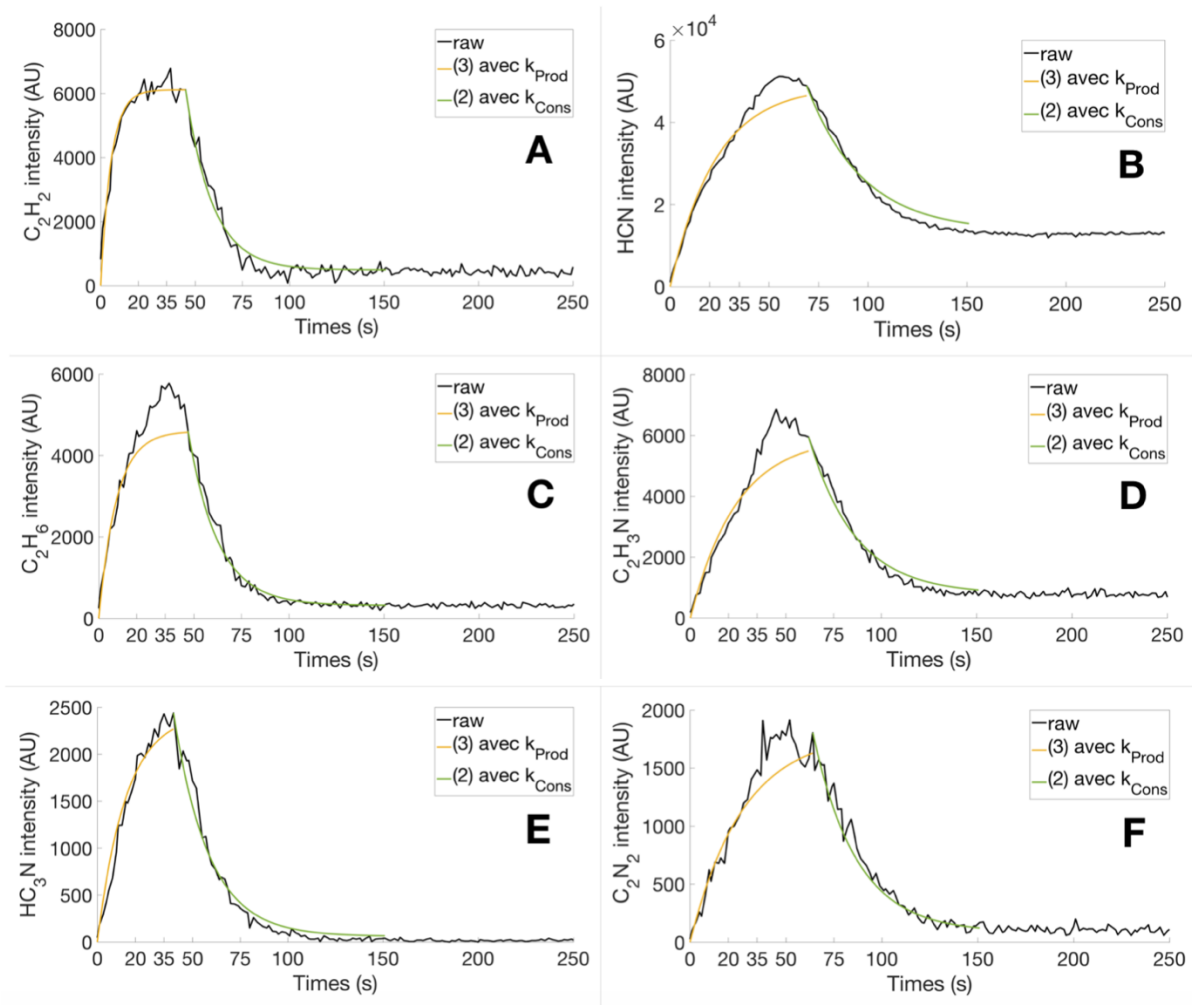 8000
6000
4000
2000
0
C2H2 intensity (AU)
raw
(3) avec kProd
(2) avec kCons
A
0 20 35 50 75 100 150 200 250
Times (s)
×10^4
6
4
2
0
HCN intensity (AU)
raw
(3) avec kProd
(2) avec kCons
B
0 20 35 50 75 100 150 200 250
Times (s)
6000
4000
2000
0
C2H6 intensity (AU)
raw
(3) avec kProd
(2) avec kCons
C
0 20 35 50 75 100 150 200 250
Times (s)
8000
6000
4000
2000
0
C2H3N intensity (AU)
raw
(3) avec kProd
(2) avec kCons
D
0 20 35 50 75 100 150 200 250
Times (s)
2500
2000
1500
1000
500
0
HC3N intensity (AU)
raw
(3) avec kProd
(2) avec kCons
E
0 20 35 50 75 100 150 200 250
Times (s)
2000
1500
1000
500
0
C2N2 intensity (AU)
raw
(3) avec kProd
(2) avec kCons
F
0 20 35 50 75 100 150 200 250
Times (s)